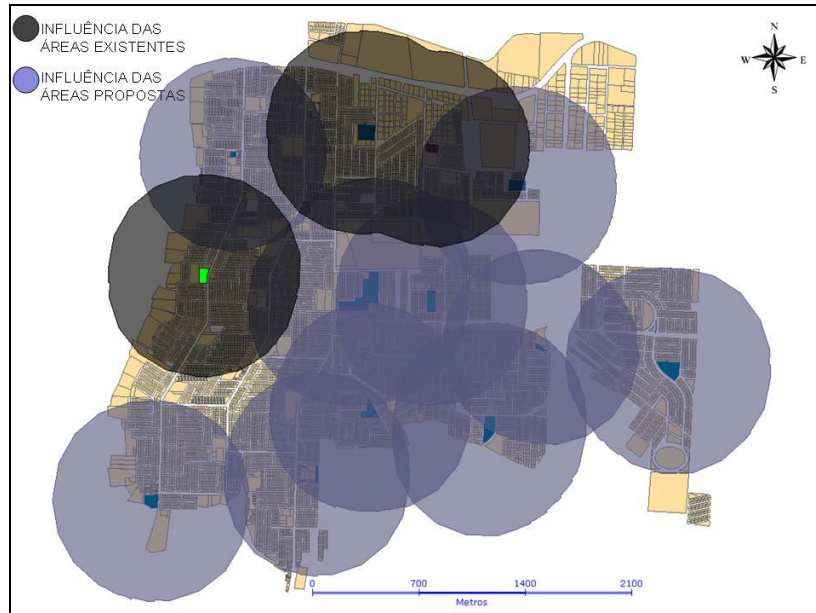 INFLUÊNCIA DAS
ÁREAS EXISTENTES
INFLUÊNCIA DAS
ÁREAS PROPOSTAS
N
W
E
S
0
700
1400
2100
Metros